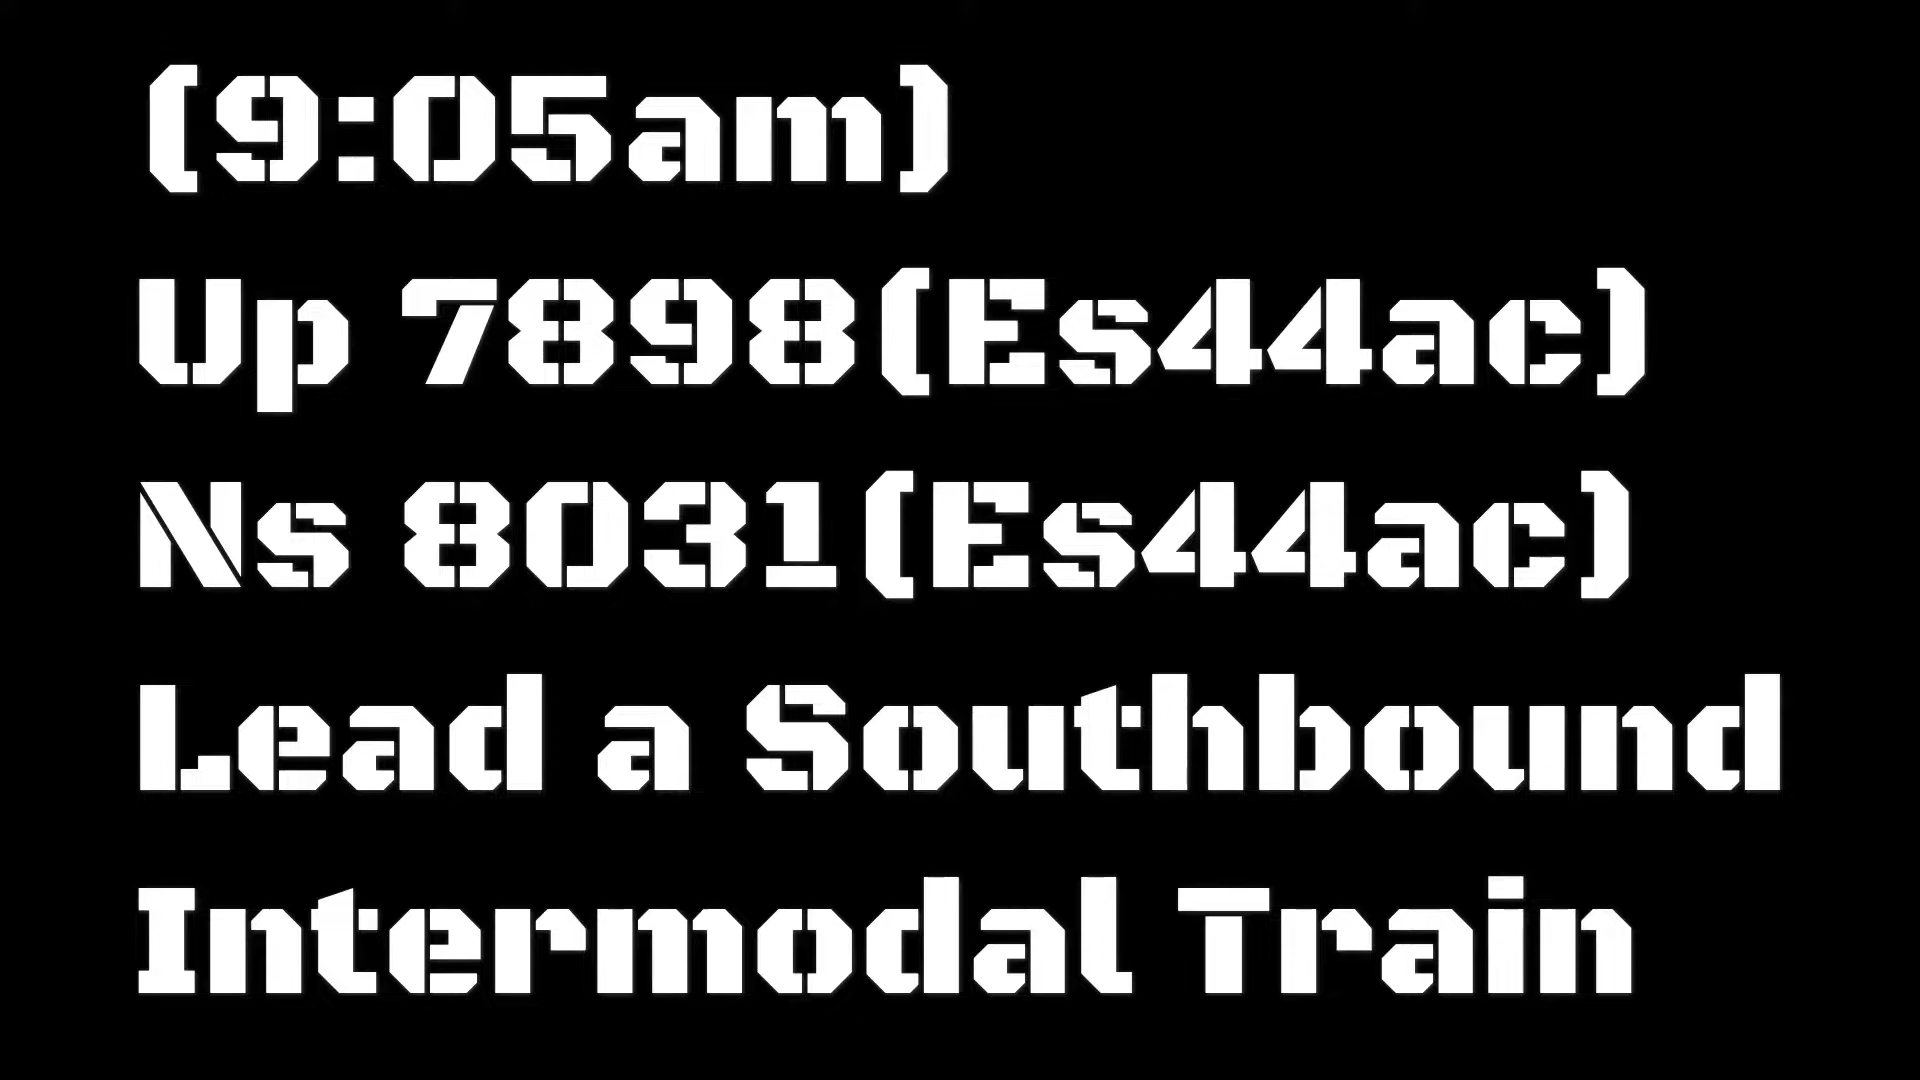 (9:05am)
Up 7898(Es44ac)
Ns 8031(Es44ac)
Lead a Southbound
Intermodal Train